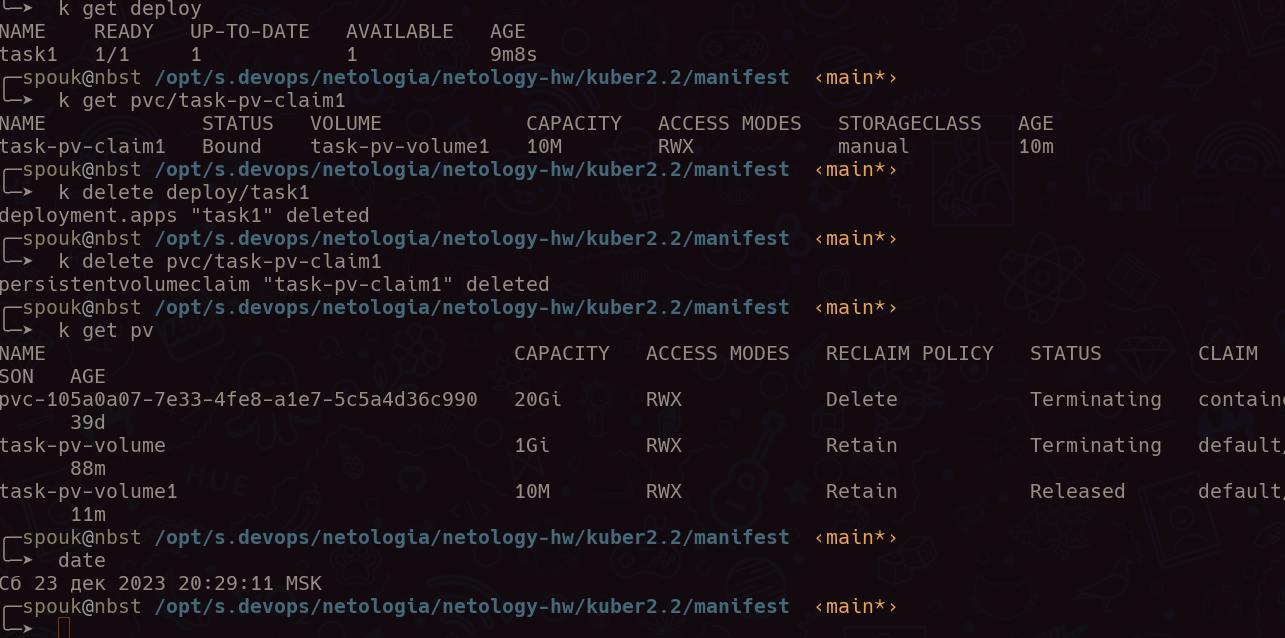 k get deploy
NAME    READY   UP-TO-DATE   AVAILABLE   AGE
task1   1/1     1            1           9m8s
spouk@nbst /opt/s.devops/netologia/netology-hw/kuber2.2/manifest  ‹main*›
k get pvc/task-pv-claim1
NAME             STATUS   VOLUME            CAPACITY   ACCESS MODES   STORAGECLASS   AGE
task-pv-claim1   Bound    task-pv-volume1   10M        RWX            manual         10m
spouk@nbst /opt/s.devops/netologia/netology-hw/kuber2.2/manifest  ‹main*›
k delete deploy/task1
deployment.apps "task1" deleted
spouk@nbst /opt/s.devops/netologia/netology-hw/kuber2.2/manifest  ‹main*›
k delete pvc/task-pv-claim1
persistentvolumeclaim "task-pv-claim1" deleted
spouk@nbst /opt/s.devops/netologia/netology-hw/kuber2.2/manifest  ‹main*›
k get pv
NAME                                       CAPACITY   ACCESS MODES   RECLAIM POLICY   STATUS        CLAIM
SON   AGE
pvc-105a0a07-7e33-4fe8-a1e7-5c5a4d36c990   20Gi       RWX            Delete           Terminating   containe
39d
task-pv-volume                             1Gi        RWX            Retain           Terminating   default/
88m
task-pv-volume1                            10M        RWX            Retain           Released      default/
11m
spouk@nbst /opt/s.devops/netologia/netology-hw/kuber2.2/manifest  ‹main*›
date
Сб 23 дек 2023 20:29:11 MSK
spouk@nbst /opt/s.devops/netologia/netology-hw/kuber2.2/manifest  ‹main*›